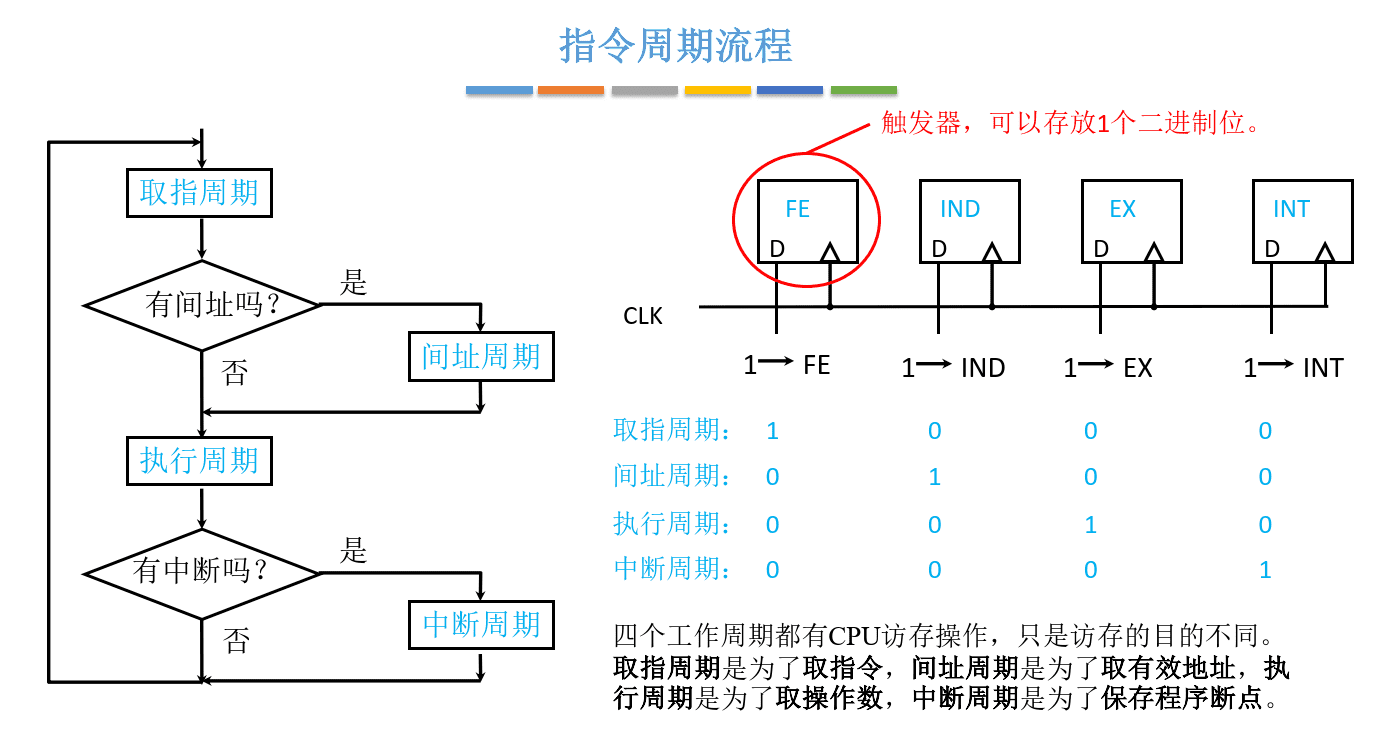 指令周期流程
取指周期
有间址吗？
是
间址周期
否
执行周期
有中断吗？
是
中断周期
否
触发器，可以存放1个二进制位。
FE IND EX INT
D D D D
CLK
1 FE 1 IND 1 EX 1 INT
取指周期： 1 0 0 0
间址周期： 0 1 0 0
执行周期： 0 0 1 0
中断周期： 0 0 0 1
四个工作周期都有CPU访存操作，只是访存的目的不同。
取指周期是为了取指令，间址周期是为了取有效地址，执
行周期是为了取操作数，中断周期是为了保存程序断点。